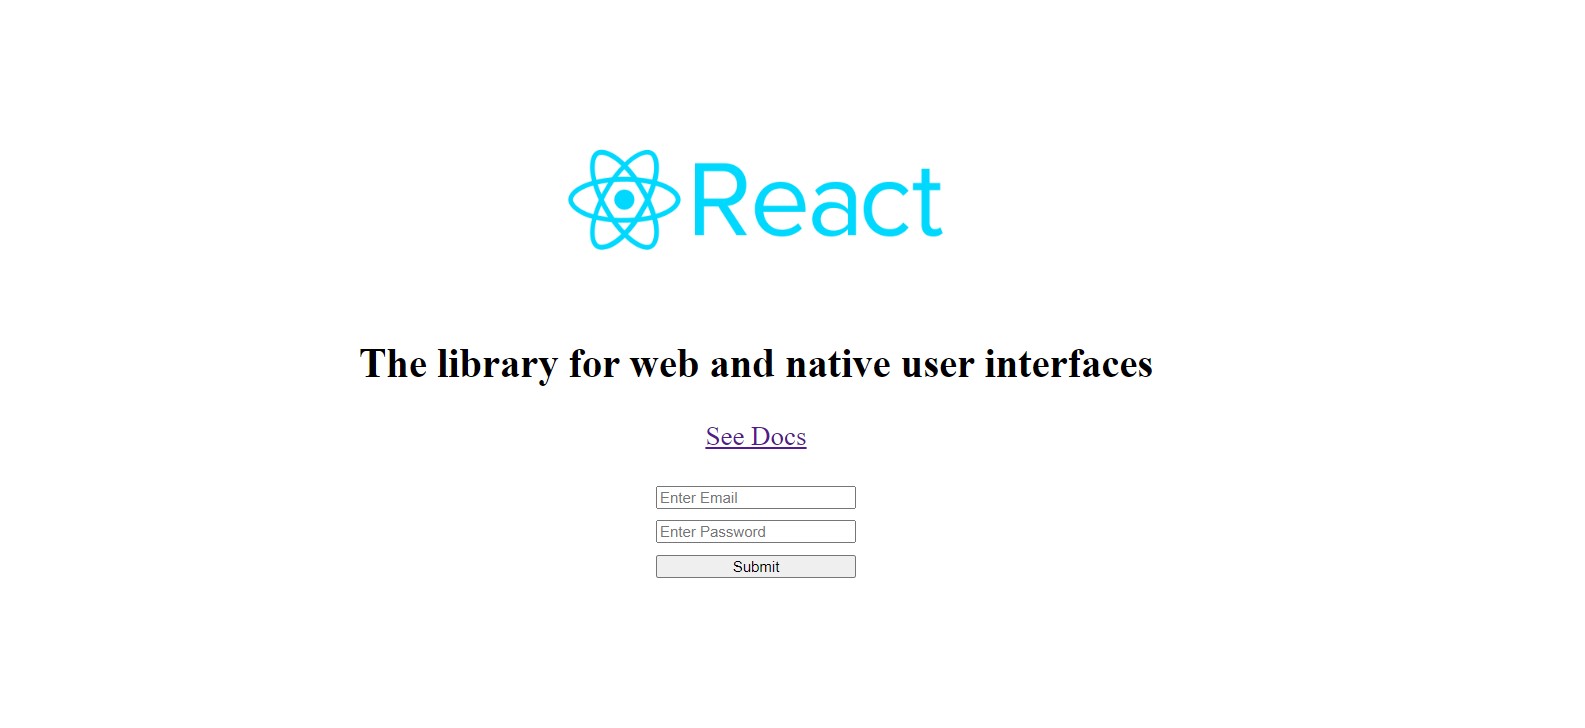 React
The library for web and native user interfaces
See Docs
Enter Email
Enter Password
Submit